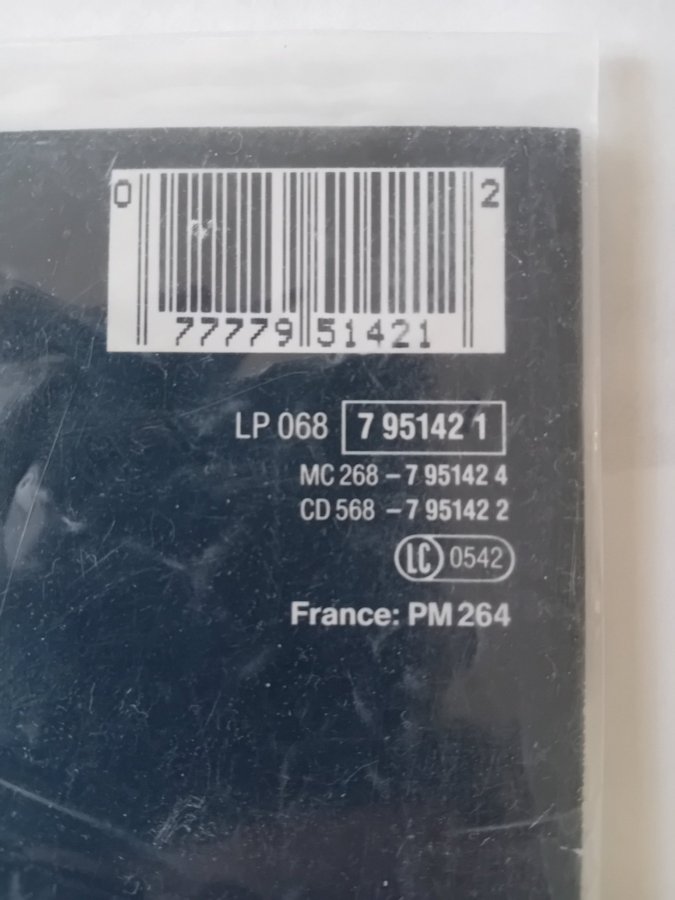 0 2
77779 51421
LP 068 7 95142 1
MC 268 – 7 95142 4
CD 568 – 7 95142 2
LC 0542
France: PM 264